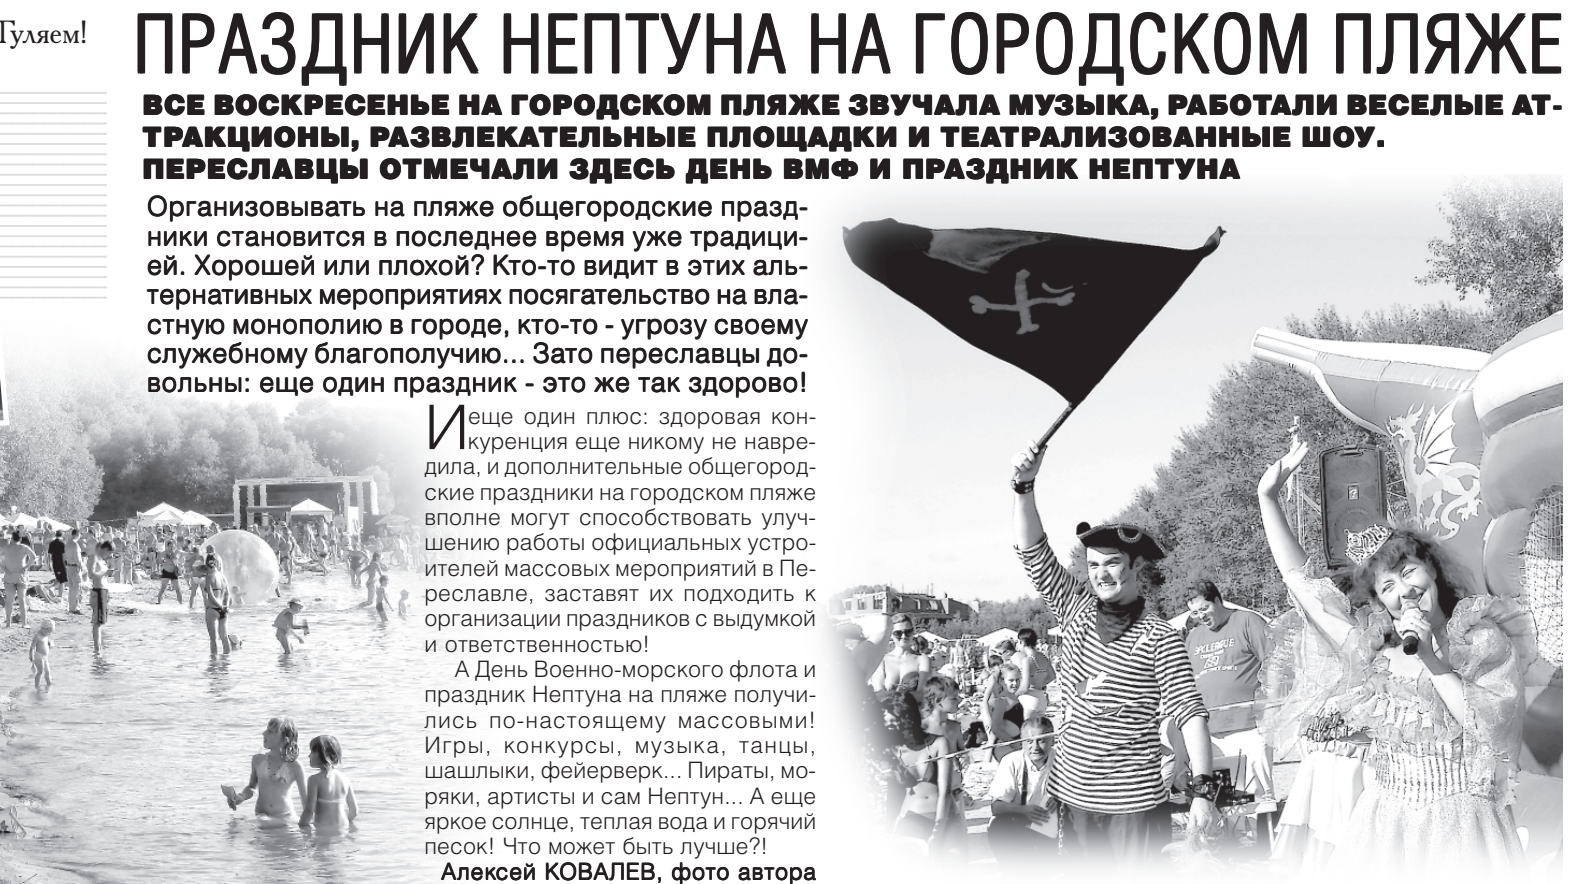 Гуляем!
ПРАЗДНИК НЕПТУНА НА ГОРОДСКОМ ПЛЯЖЕ
ВСЕ ВОСКРЕСЕНЬЕ НА ГОРОДСКОМ ПЛЯЖЕ ЗВУЧАЛА МУЗЫКА, РАБОТАЛИ ВЕСЕЛЫЕ АТ-
ТРАКЦИОНЫ, РАЗВЛЕКАТЕЛЬНЫЕ ПЛОЩАДКИ И ТЕАТРАЛИЗОВАННЫЕ ШОУ.
ПЕРЕСЛАВЦЫ ОТМЕЧАЛИ ЗДЕСЬ ДЕНЬ ВМФ И ПРАЗДНИК НЕПТУНА
Организовывать на пляже общегородские празд-
ники становится в последнее время уже традици-
ей. Хорошей или плохой? Кто-то видит в этих аль-
тернативных мероприятиях посягательство на вла-
стную монополию в городе, кто-то - угрозу своему
служебному благополучию... Зато переславцы до-
вольны: еще один праздник - это же так здорово!
И еще один плюс: здоровая кон-
куренция еще никому не навре-
дила, и дополнительные общегород-
ские праздники на городском пляже
вполне могут способствовать улуч-
шению работы официальных устро-
ителей массовых мероприятий в Пе-
реславле, заставят их подходить к
организации праздников с выдумкой
и ответственностью!
А День Военно-морского флота и
праздник Нептуна на пляже получи-
лись по-настоящему массовыми!
Игры, конкурсы, музыка, танцы,
шашлыки, фейерверк... Пираты, мо-
ряки, артисты и сам Нептун... А еще
яркое солнце, теплая вода и горячий
песок! Что может быть лучше?!
Алексей КОВАЛЕВ, фото автора